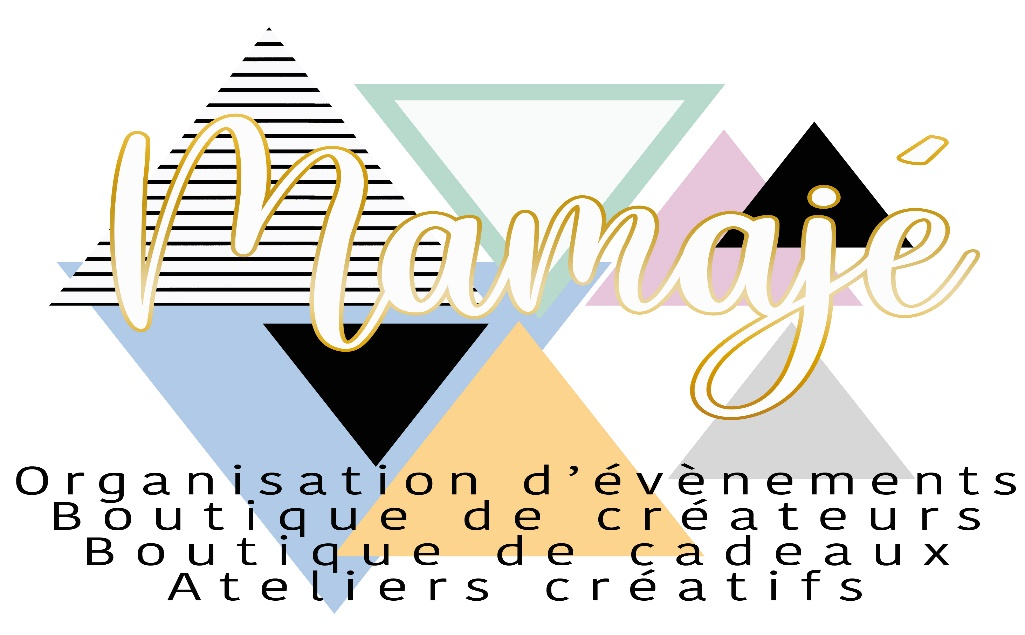 Mamajé
Organisation d'évènements
Boutique de créateurs
Boutique de cadeaux
Ateliers créatifs